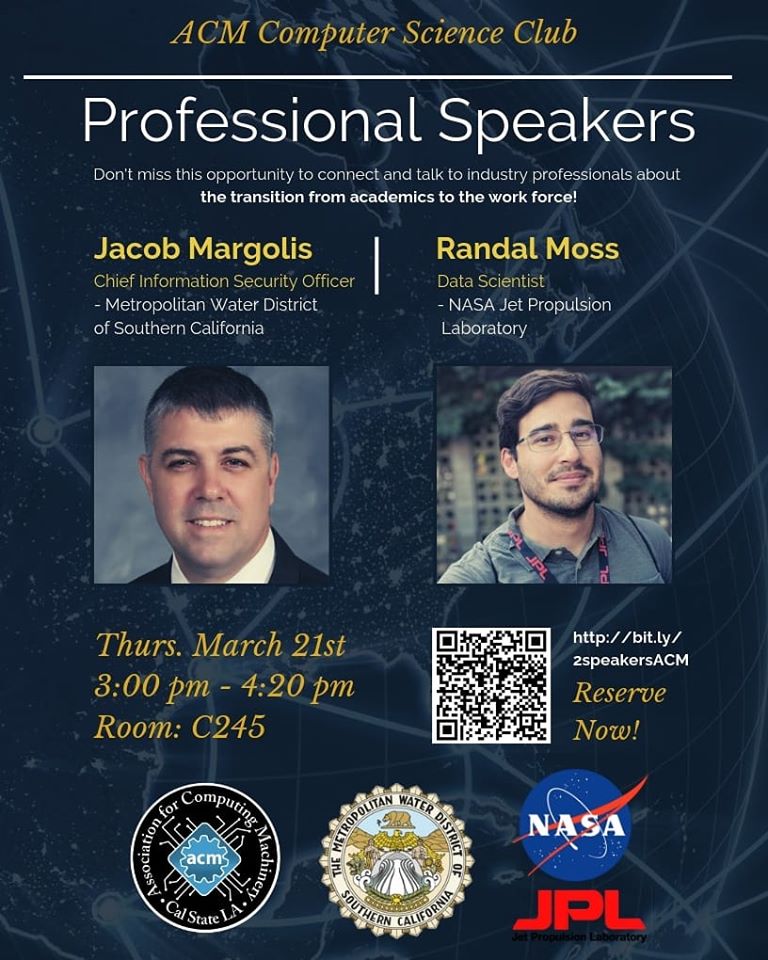 ACM Computer Science Club
Professional Speakers
Don't miss this opportunity to connect and talk to industry professionals about
the transition from academics to the work force!
Jacob Margolis
Chief Information Security Officer
- Metropolitan Water District
of Southern California
Randal Moss
Data Scientist
- NASA Jet Propulsion
Laboratory
JPL
JPL
Thurs. March 21st
3:00 pm - 4:20 pm
Room: C245
http://bit.ly/
2speakersACM
Reserve
Now!
Association for Computing Machinery
acm
• Cal State LA •
THE METROPOLITAN WATER DISTRICT OF
SOUTHERN CALIFORNIA
NASA
JPL
Jet Propulsion Laboratory